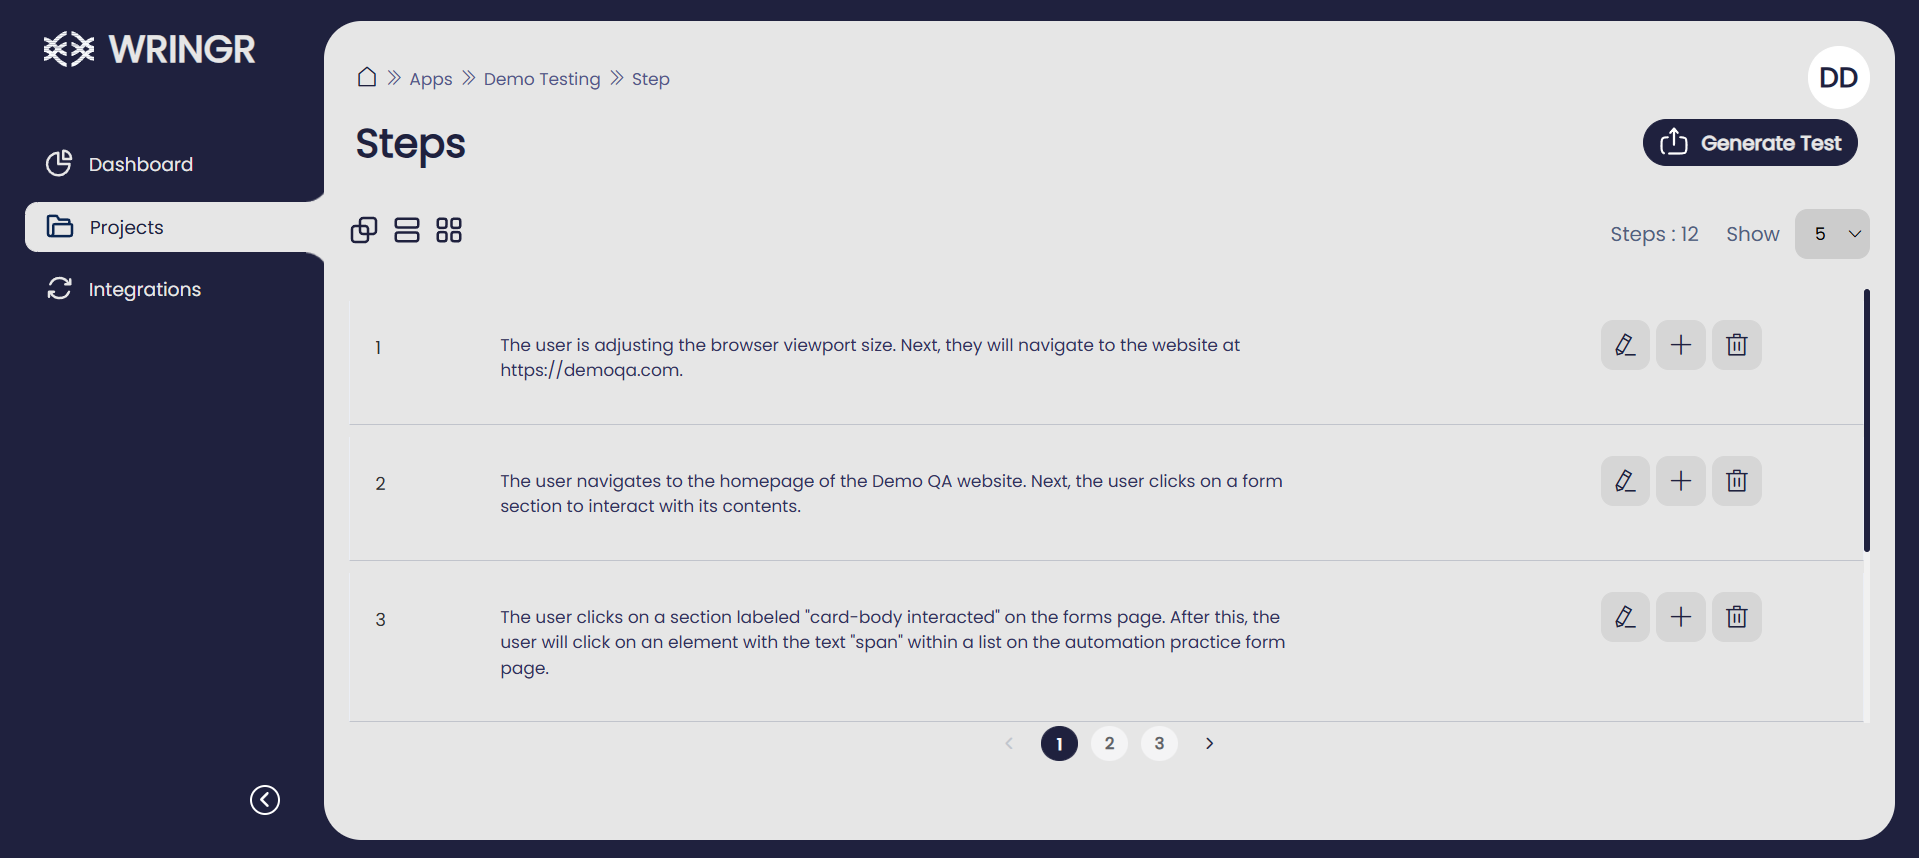 WRINGR
Apps Demo Testing Step
DD
Steps
Generate Test
Dashboard
Projects
Integrations
Steps : 12 Show 5
1
The user is adjusting the browser viewport size. Next, they will navigate to the website at
https://demoqa.com.
2
The user navigates to the homepage of the Demo QA website. Next, the user clicks on a form
section to interact with its contents.
3
The user clicks on a section labeled "card-body interacted" on the forms page. After this, the
user will click on an element with the text "span" within a list on the automation practice form
page.
1 2 3